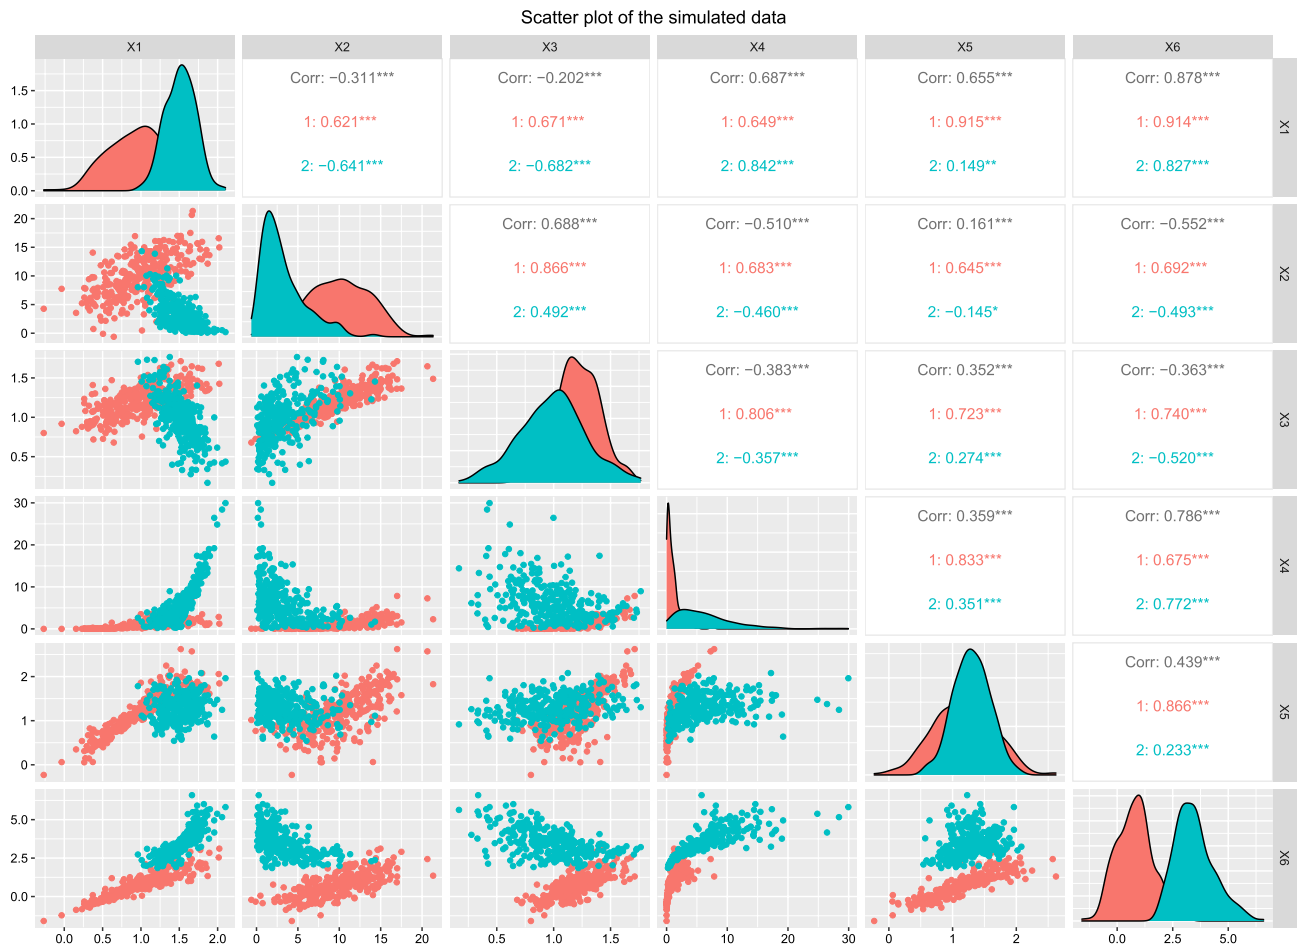 Scatter plot of the simulated data
X1 X2 X3 X4 X5 X6
Corr: −0.311*** Corr: −0.202*** Corr: 0.687*** Corr: 0.655*** Corr: 0.878***
1.5
1: 0.621*** 1: 0.671*** 1: 0.649*** 1: 0.915*** 1: 0.914*** X1
1.0
0.5
2: −0.641*** 2: −0.682*** 2: 0.842*** 2: 0.149** 2: 0.827***
0.0
Corr: 0.688*** Corr: −0.510*** Corr: 0.161*** Corr: −0.552***
20
15
1: 0.866*** 1: 0.683*** 1: 0.645*** 1: 0.692*** X2
10
5
2: 0.492*** 2: −0.460*** 2: −0.145* 2: −0.493***
0
Corr: −0.383*** Corr: 0.352*** Corr: −0.363***
1.5
1: 0.806*** 1: 0.723*** 1: 0.740*** X3
1.0
0.5
2: −0.357*** 2: 0.274*** 2: −0.520***
30
Corr: 0.359*** Corr: 0.786***
20
1: 0.833*** 1: 0.675*** X4
10
2: 0.351*** 2: 0.772***
0
Corr: 0.439***
2
1: 0.866*** X5
1
2: 0.233***
0
5.0
2.5 X6
0.0
0.0 0.5 1.0 1.5 2.0 0 5 10 15 20 0.5 1.0 1.5 0 10 20 30 0 1 2 0.0 2.5 5.0